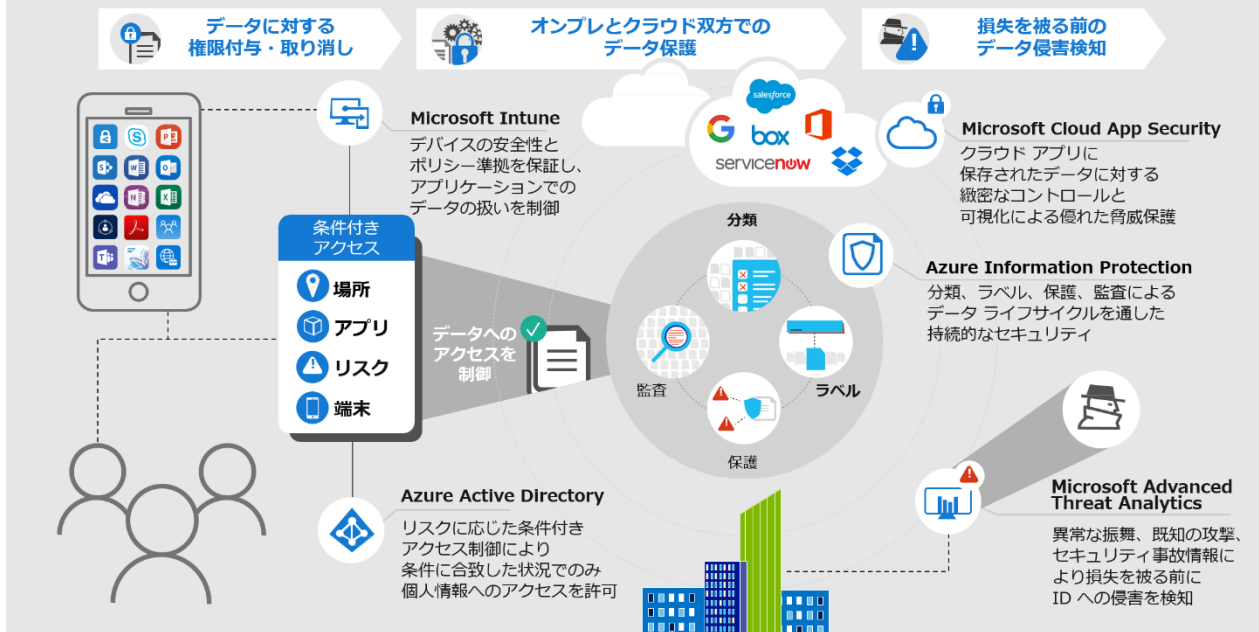 データに対する
権限付与・取り消し
オンプレとクラウド双方での
データ保護
損失を被る前の
データ侵害検知
Microsoft Intune
デバイスの安全性と
ポリシー準拠を保証し、
アプリケーションでの
データの扱いを制御
salesforce
box
servicenow
Microsoft Cloud App Security
クラウド アプリに
保存されたデータに対する
緻密なコントロールと
可視化による優れた脅威保護
条件付き
アクセス
場所
アプリ
リスク
端末
データへの
アクセスを
制御
分類
監査
ラベル
保護
Azure Information Protection
分類、ラベル、保護、監査による
データ ライフサイクルを通した
持続的なセキュリティ
Azure Active Directory
リスクに応じた条件付き
アクセス制御により
条件に合致した状況でのみ
個人情報へのアクセスを許可
Microsoft Advanced
Threat Analytics
異常な振舞、既知の攻撃、
セキュリティ事故情報に
より損失を被る前に
ID への侵害を検知